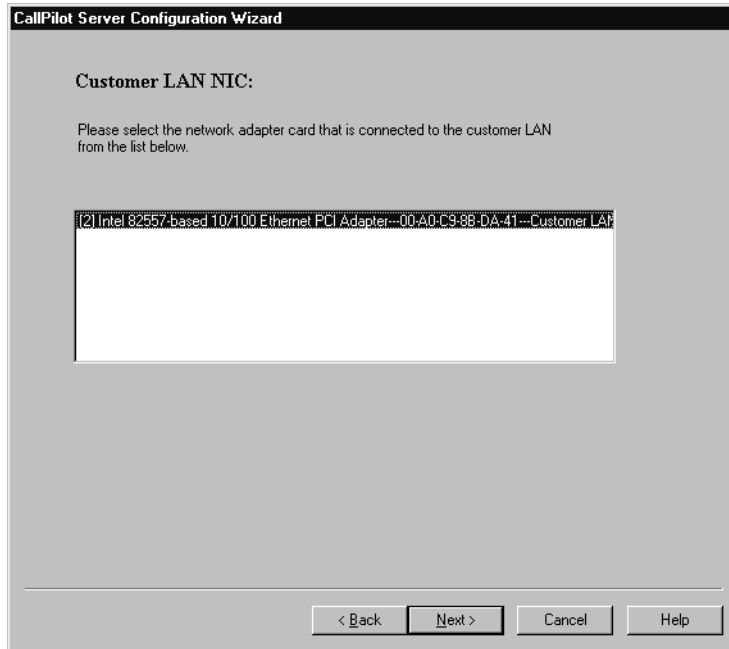 CallPilot Server Configuration Wizard
Customer LAN NIC:
Please select the network adapter card that is connected to the customer LAN
from the list below.
[2] Intel 82557-based 10/100 Ethernet PCI Adapter---00-A0-C9-8B-DA-41---Customer LAN
< Back Next > Cancel Help